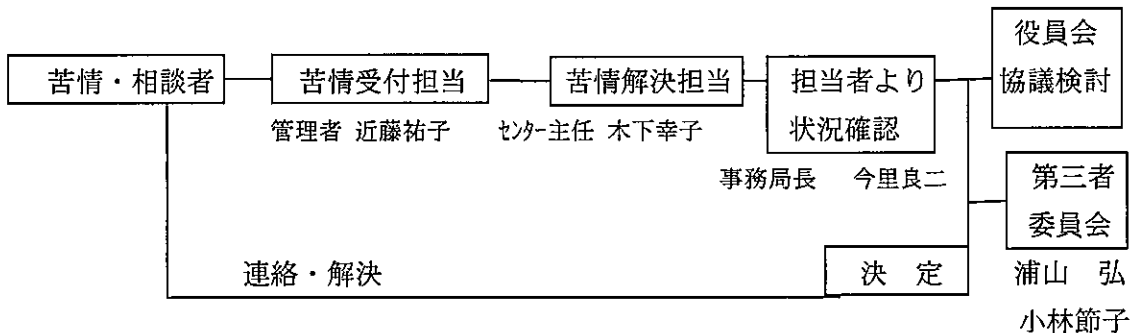 苦情・相談者
苦情受付担当
管理者 近藤祐子
苦情解決担当
センター主任 木下幸子
担当者より
状況確認
事務局長 今里良二
役員会
協議検討
第三者
委員会
浦山 弘
小林節子
決 定
連絡・解決